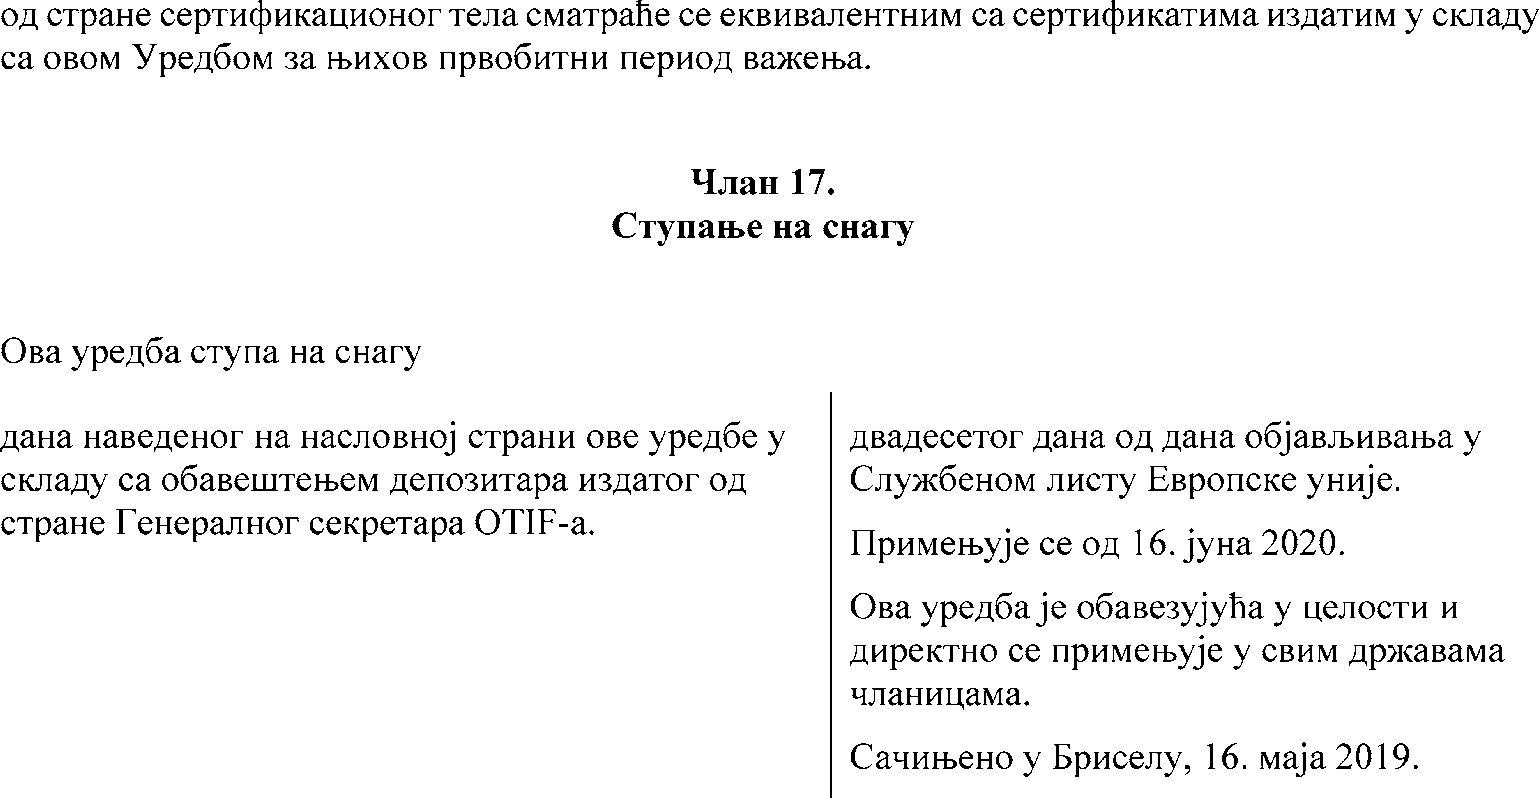 од стране сертификационог тела сматраће се еквивалентним са сертификатима издатим у складу
са овом Уредбом за њихов првобитни период важења.
Члан 17.
Ступање на снагу
Ова уредба ступа на снагу
дана наведеног на насловној страни ове уредбе у
складу са обавештењем депозитара издатог од
стране Генералног секретара OTIF-а.
двадесетог дана од дана објављивања у
Службеном листу Европске уније.
Примењује се од 16. јуна 2020.
Ова уредба је обавезујућа у целости и
директно се примењује у свим државама
чланицама.
Сачињено у Бриселу, 16. маја 2019.